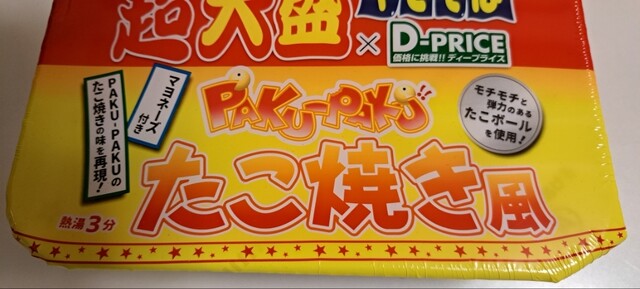 超大盛
×
D-PRICE
価格に挑戦!! ディープライス
PAKU-PAKUの
たこ焼きの味を再現!
マヨネーズ
付き
PAKU-PAKU!!
モチモチと
弾力のある
たこボール
を使用!
たこ焼き風
熱湯3分